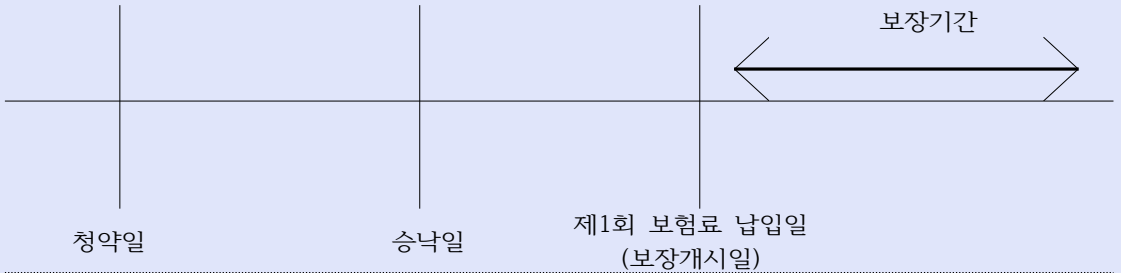 보장기간
청약일
승낙일
제1회 보험료 납입일
(보장개시일)